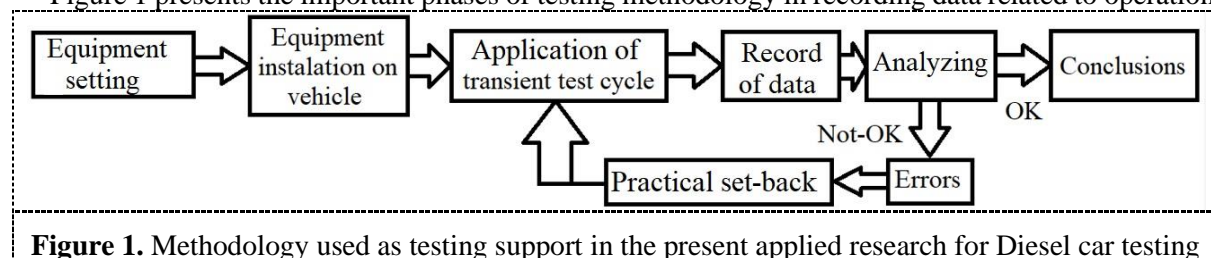 Figure 1 presents the important phases of testing methodology in recording data related to operation
Equipment
setting
Equipment
instalation on
vehicle
Application of
transient test cycle
Record
of data
Analyzing
Conclusions
OK
Not-OK
Errors
Practical set-back
Figure 1. Methodology used as testing support in the present applied research for Diesel car testing